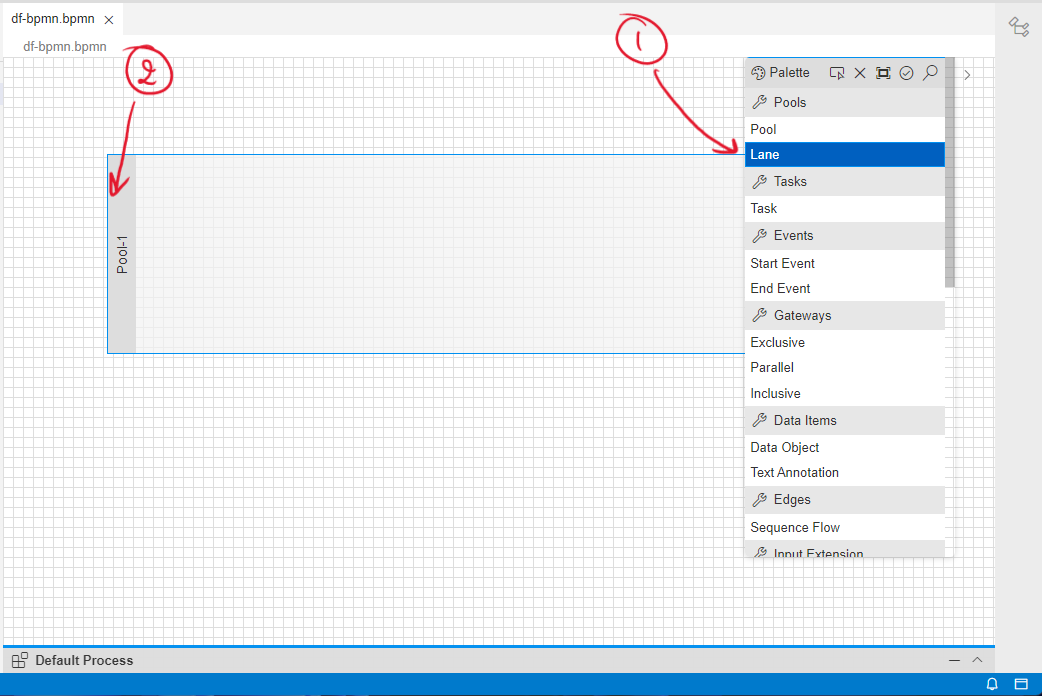 df-bpmn.bpmn
df-bpmn.bpmn
1
2
Palette
Pools
Pool
Lane
Tasks
Task
Events
Start Event
End Event
Gateways
Exclusive
Parallel
Inclusive
Data Items
Data Object
Text Annotation
Edges
Sequence Flow
Input Extension
Pool-1
Default Process